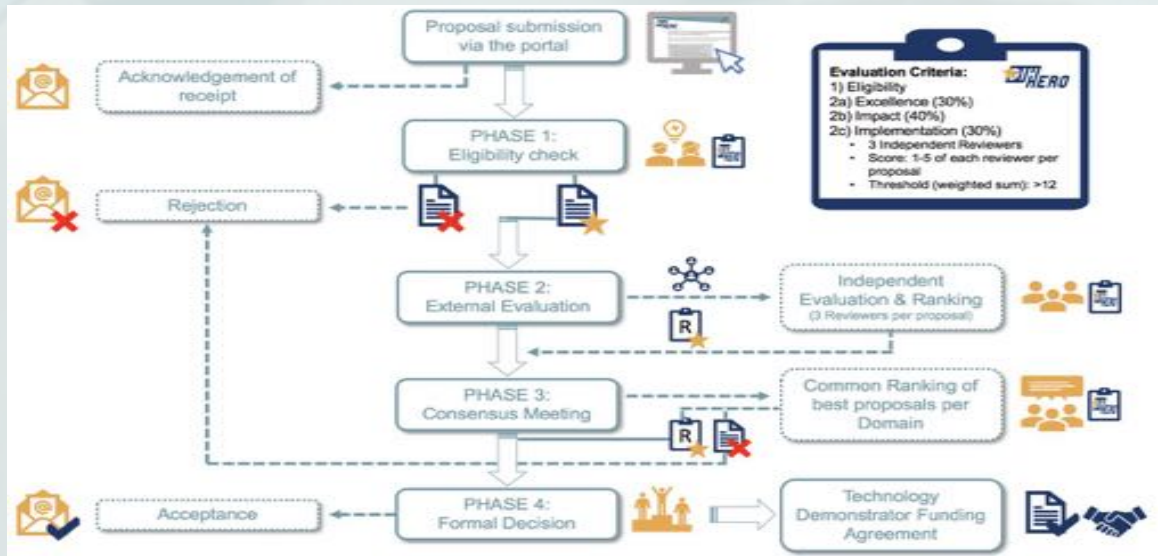 Proposal submission
via the portal
Acknowledgement of
receipt
Evaluation Criteria:
1) Eligibility
2a) Excellence (30%)
2b) Impact (40%)
2c) Implementation (30%)
- 3 Independent Reviewers
- Score: 1-5 of each reviewer per
proposal
- Threshold (weighted sum): >12
HERO
PHASE 1:
Eligibility check
Rejection
PHASE 2:
External Evaluation
R
Independent
Evaluation & Ranking
(3 Reviewers per proposal)
PHASE 3:
Consensus Meeting
R
Common Ranking of
best proposals per
Domain
PHASE 4:
Formal Decision
Acceptance
Technology
Demonstrator Funding
Agreement